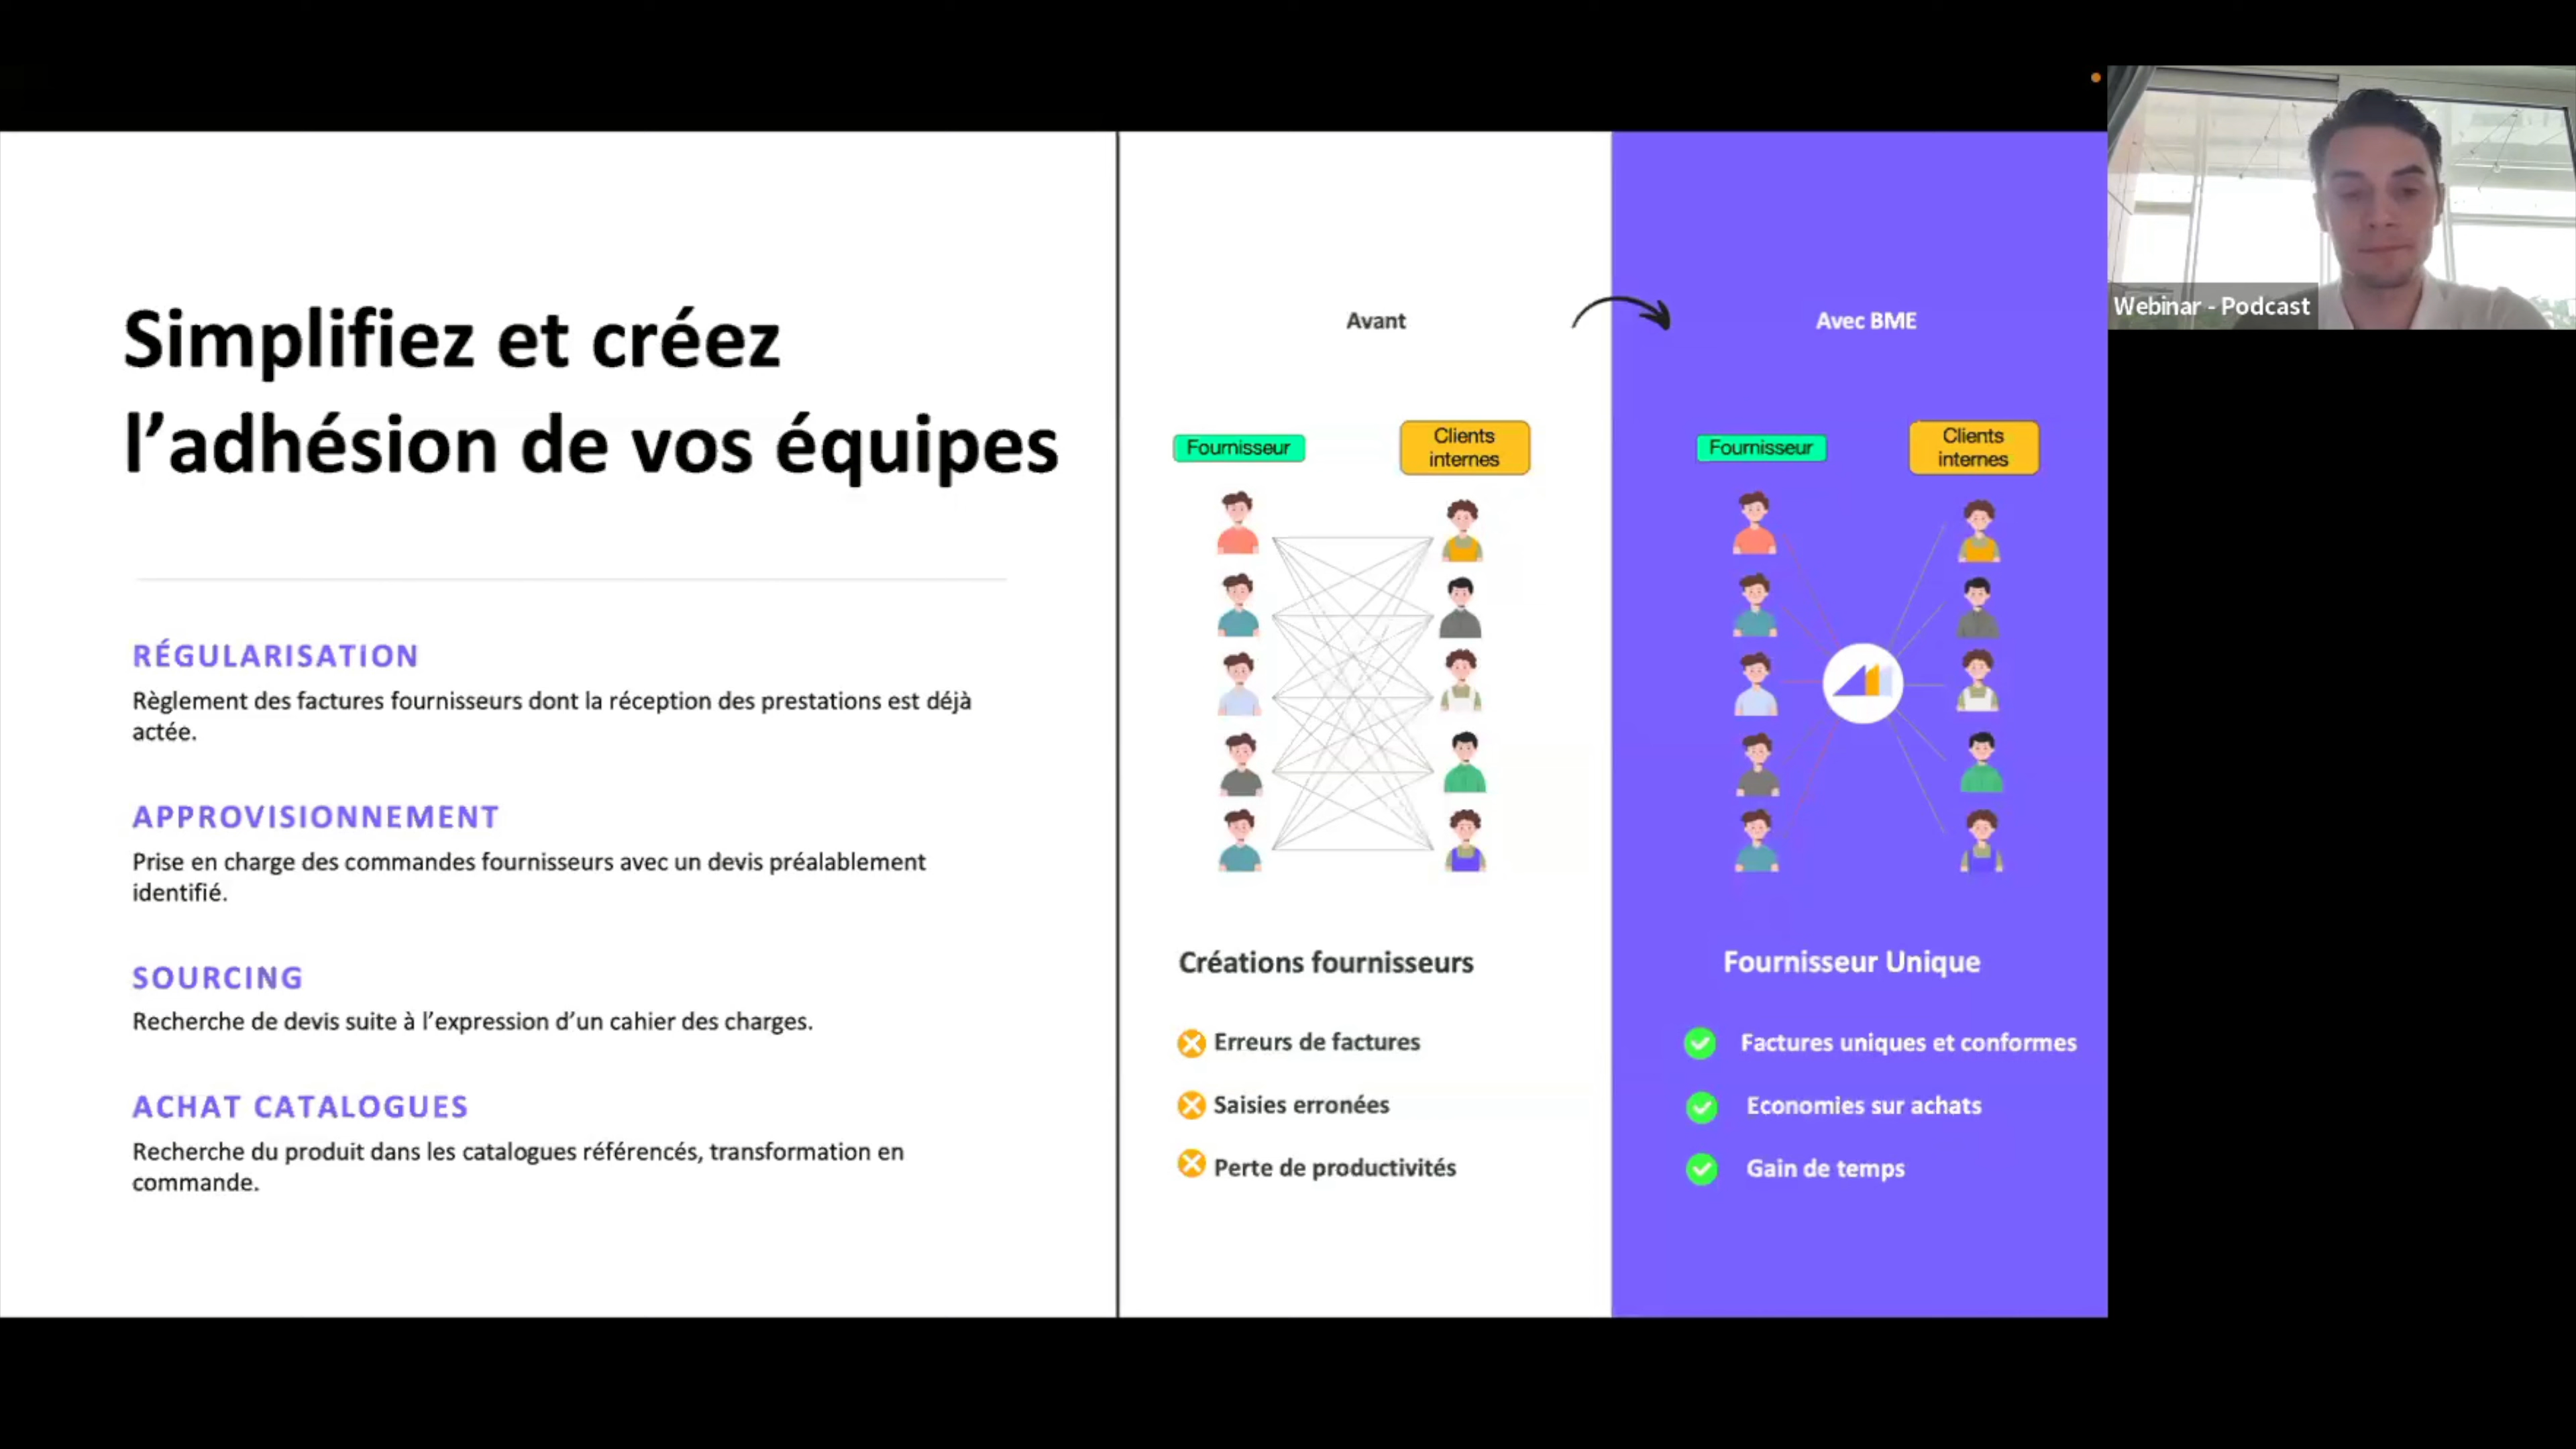 Simplifiez et créez
l’adhésion de vos équipes
RÉGULARISATION
Règlement des factures fournisseurs dont la réception des prestations est déjà
actée.
APPROVISIONNEMENT
Prise en charge des commandes fournisseurs avec un devis préalablement
identifié.
SOURCING
Recherche de devis suite à l’expression d’un cahier des charges.
ACHAT CATALOGUES
Recherche du produit dans les catalogues référencés, transformation en
commande.
Avant
Fournisseur
Clients
internes
Créations fournisseurs
Erreurs de factures
Saisies erronées
Perte de productivités
Avec BME
Fournisseur
Clients
internes
Fournisseur Unique
Factures uniques et conformes
Economies sur achats
Gain de temps
Webinar - Podcast